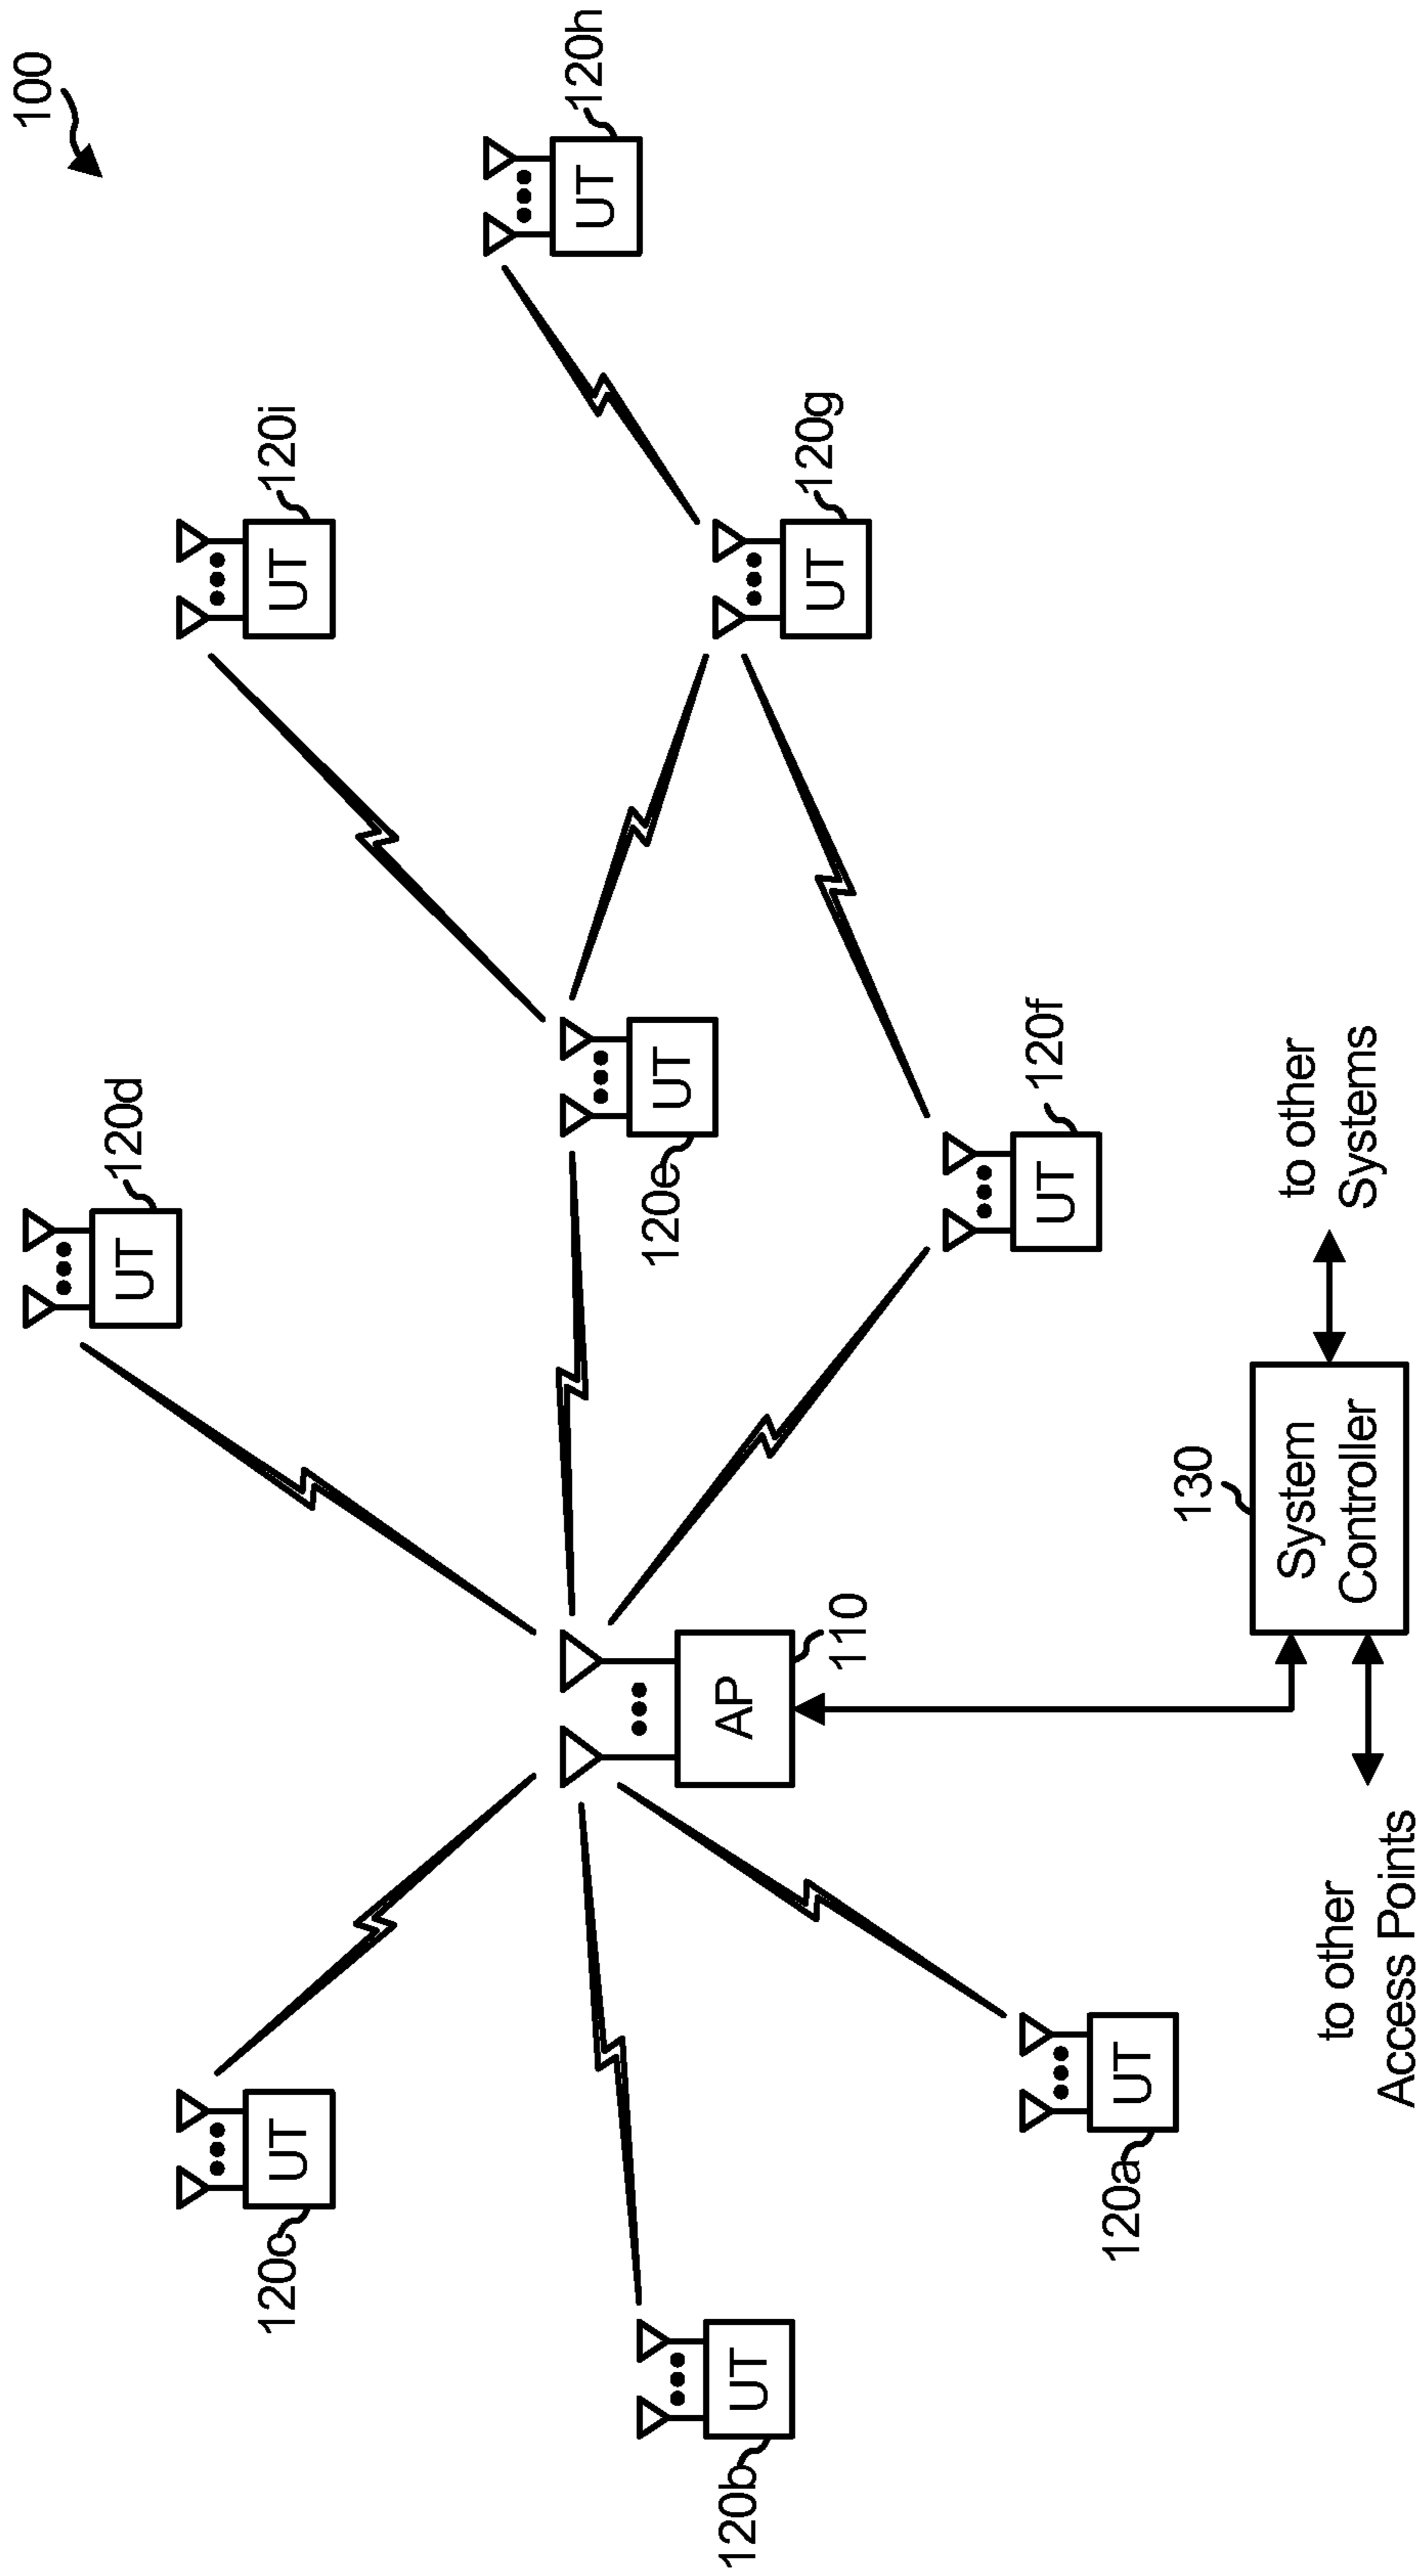 100
UT
120d
UT
120i
UT
120c
UT
120h
UT
120e
UT
120g
AP
110
UT
120b
UT
120f
UT
120a
130
System
Controller
to other
Systems
to other
Access Points